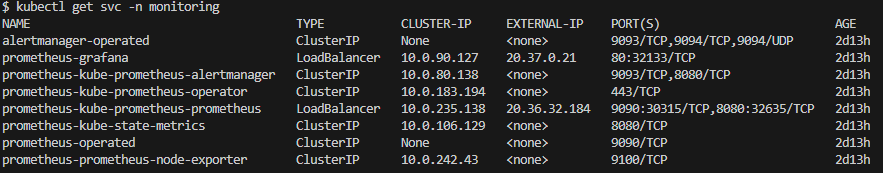 $ kubectl get svc -n monitoring
NAME TYPE CLUSTER-IP EXTERNAL-IP PORT(S) AGE
alertmanager-operated ClusterIP None <none> 9093/TCP,9094/TCP,9094/UDP 2d13h
prometheus-grafana LoadBalancer 10.0.90.127 20.37.0.21 80:32133/TCP 2d13h
prometheus-kube-prometheus-alertmanager ClusterIP 10.0.80.138 <none> 9093/TCP,8080/TCP 2d13h
prometheus-kube-prometheus-operator ClusterIP 10.0.183.194 <none> 443/TCP 2d13h
prometheus-kube-prometheus-prometheus LoadBalancer 10.0.235.138 20.36.32.184 9090:30315/TCP,8080:32635/TCP 2d13h
prometheus-kube-state-metrics ClusterIP 10.0.106.129 <none> 8080/TCP 2d13h
prometheus-operated ClusterIP None <none> 9090/TCP 2d13h
prometheus-prometheus-node-exporter ClusterIP 10.0.242.43 <none> 9100/TCP 2d13h